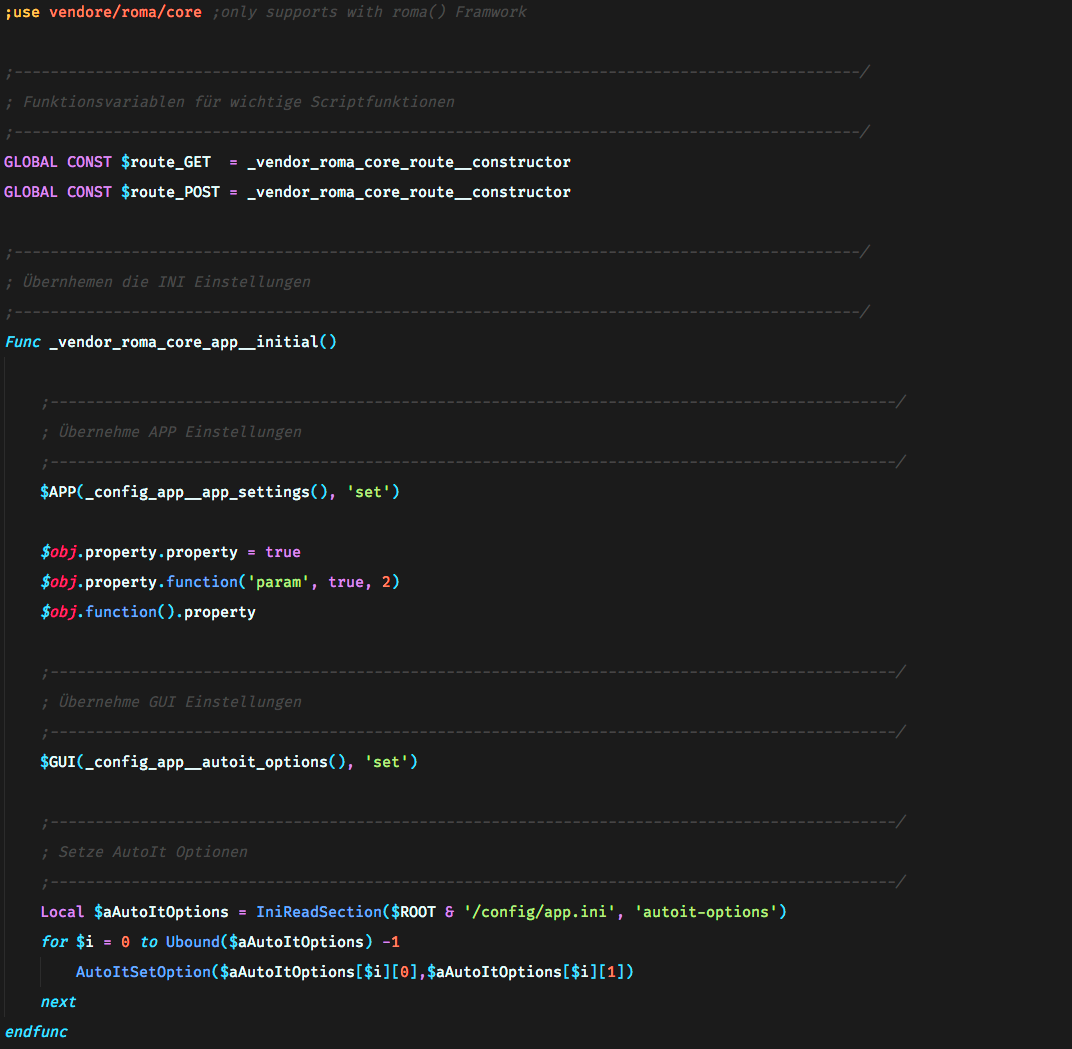 ;use vendore/roma/core ;only supports with roma() Framwork
;----------------------------------------------------------------------------------------------/
; Funktionsvariablen für wichtige Scriptfunktionen
;----------------------------------------------------------------------------------------------/
GLOBAL CONST $route_GET  = _vendor_roma_core_route__constructor
GLOBAL CONST $route_POST = _vendor_roma_core_route__constructor
;----------------------------------------------------------------------------------------------/
; Übernhemen die INI Einstellungen
;----------------------------------------------------------------------------------------------/
Func _vendor_roma_core_app__initial()
;----------------------------------------------------------------------------------------------/
; Übernehme APP Einstellungen
;----------------------------------------------------------------------------------------------/
$APP(_config_app__app_settings(), 'set')
$obj.property.property = true
$obj.property.function('param', true, 2)
$obj.function().property
;----------------------------------------------------------------------------------------------/
; Übernehme GUI Einstellungen
;----------------------------------------------------------------------------------------------/
$GUI(_config_app__autoit_options(), 'set')
;----------------------------------------------------------------------------------------------/
; Setze AutoIt Optionen
;----------------------------------------------------------------------------------------------/
Local $aAutoItOptions = IniReadSection($ROOT & '/config/app.ini', 'autoit-options')
for $i = 0 to Ubound($aAutoItOptions) -1
AutoItSetOption($aAutoItOptions[$i][0],$aAutoItOptions[$i][1])
next
endfunc